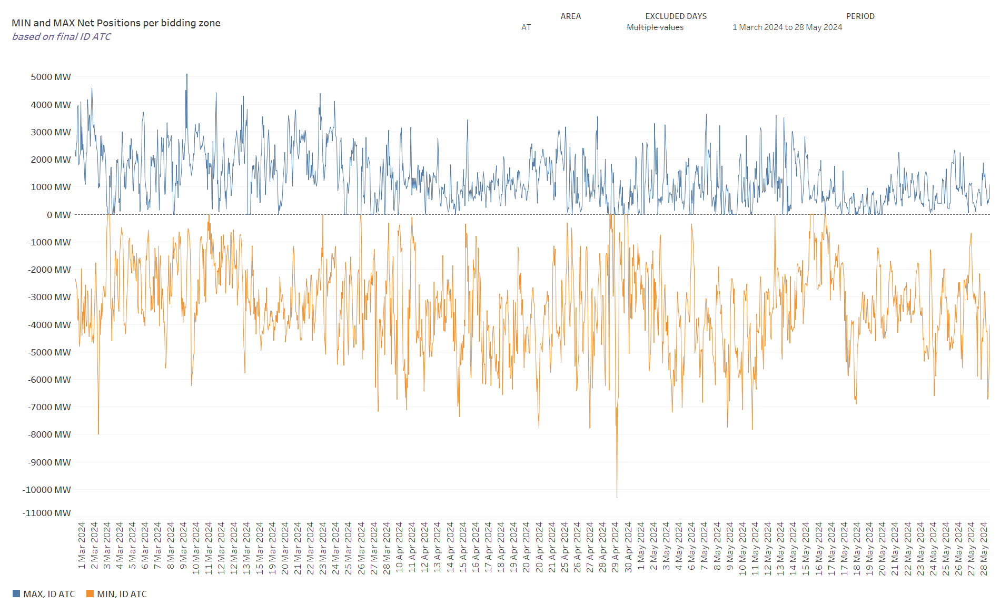 MIN and MAX Net Positions per bidding zone
based on final ID ATC
AREA
AT
EXCLUDED DAYS
Multiple values
PERIOD
1 March 2024 to 28 May 2024
5000 MW
4000 MW
3000 MW
2000 MW
1000 MW
0 MW
-1000 MW
-2000 MW
-3000 MW
-4000 MW
-5000 MW
-6000 MW
-7000 MW
-8000 MW
-9000 MW
-10000 MW
-11000 MW
1 Mar 2024
2 Mar 2024
3 Mar 2024
4 Mar 2024
5 Mar 2024
6 Mar 2024
7 Mar 2024
8 Mar 2024
9 Mar 2024
10 Mar 2024
11 Mar 2024
12 Mar 2024
12 Mar 2024
13 Mar 2024
15 Mar 2024
19 Mar 2024
20 Mar 2024
21 Mar 2024
22 Mar 2024
23 Mar 2024
24 Mar 2024
25 Mar 2024
26 Mar 2024
27 Mar 2024
28 Mar 2024
10 Apr 2024
11 Apr 2024
12 Apr 2024
13 Apr 2024
14 Apr 2024
15 Apr 2024
16 Apr 2024
17 Apr 2024
18 Apr 2024
19 Apr 2024
20 Apr 2024
20 Apr 2024
21 Apr 2024
25 Apr 2024
26 Apr 2024
27 Apr 2024
28 Apr 2024
29 Apr 2024
30 Apr 2024
1 May 2024
2 May 2024
3 May 2024
4 May 2024
6 May 2024
7 May 2024
8 May 2024
9 May 2024
10 May 2024
11 May 2024
12 May 2024
13 May 2024
14 May 2024
15 May 2024
16 May 2024
17 May 2024
17 May 2024
18 May 2024
19 May 2024
20 May 2024
21 May 2024
22 May 2024
23 May 2024
24 May 2024
25 May 2024
26 May 2024
27 May 2024
28 May 2024
MAX, ID ATC
MIN, ID ATC